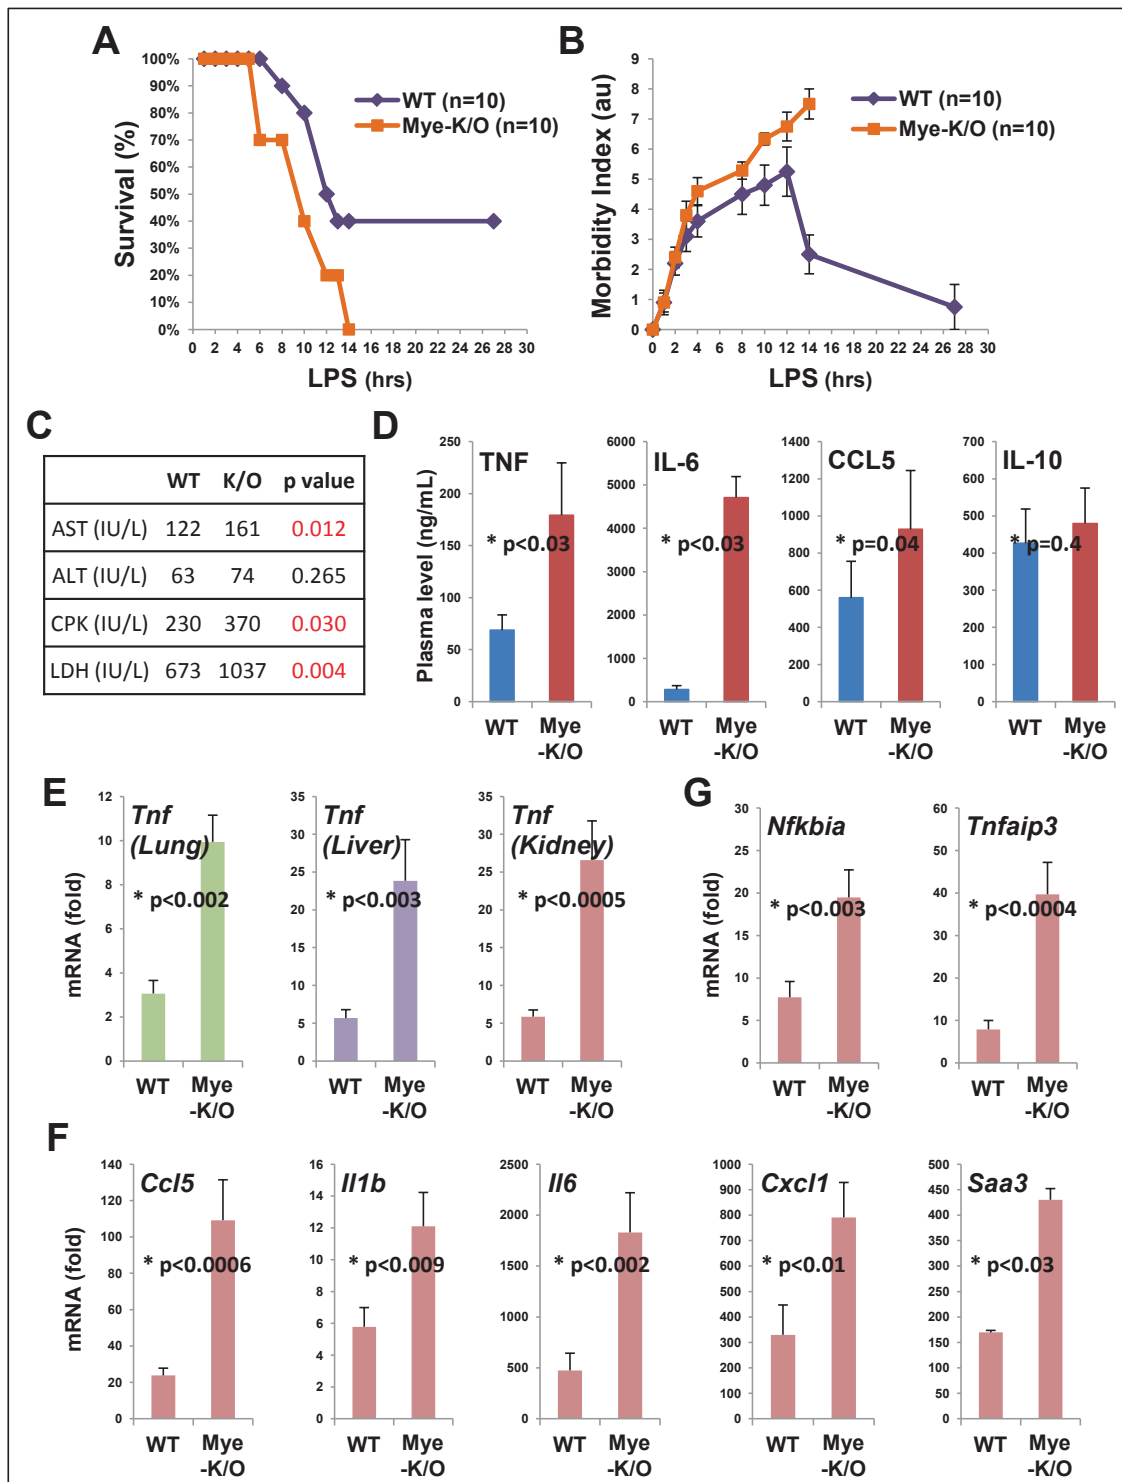 A
100%
90%
80%
70%
60%
50%
40%
30%
20%
10%
0%
Survival (%)
WT (n=10)
Mye-K/O (n=10)
0 2 4 6 8 10 12 14 16 18 20 22 24 26 28 30
LPS (hrs)
B
9
8
7
6
5
4
3
2
1
0
Morbidity Index (au)
WT (n=10)
Mye-K/O (n=10)
0 2 4 6 8 10 12 14 16 18 20 22 24 26 28 30
LPS (hrs)
C
WT K/O p value
AST (IU/L) 122 161 0.012
ALT (IU/L) 63 74 0.265
CPK (IU/L) 230 370 0.030
LDH (IU/L) 673 1037 0.004
D
Plasma level (ng/mL)
250
200
150
100
50
0
TNF
* p<0.03
WT Mye
-K/O
6000
5000
4000
3000
2000
1000
0
IL-6
* p<0.03
WT Mye
-K/O
1400
1200
1000
800
600
400
200
0
CCL5
* p=0.04
WT Mye
-K/O
700
600
500
400
300
200
100
0
IL-10
* p=0.4
WT Mye
-K/O
E
mRNA (fold)
12
10
8
6
4
2
0
Tnf
(Lung)
* p<0.002
WT Mye
-K/O
35
30
25
20
15
10
5
0
Tnf
(Liver)
* p<0.003
WT Mye
-K/O
35
30
25
20
15
10
5
0
Tnf
(Kidney)
* p<0.0005
WT Mye
-K/O
G
mRNA (fold)
30
25
20
15
10
5
0
Nfkbia
* p<0.003
WT Mye
-K/O
60
50
40
30
20
10
0
Tnfaip3
* p<0.0004
WT Mye
-K/O
F
mRNA (fold)
140
120
100
80
60
40
20
0
Ccl5
* p<0.0006
WT Mye
-K/O
16
14
12
10
8
6
4
2
0
Il1b
* p<0.009
WT Mye
-K/O
2500
2000
1500
1000
500
0
Il6
* p<0.002
WT Mye
-K/O
1000
900
800
700
600
500
400
300
200
100
0
Cxcl1
* p<0.01
WT Mye
-K/O
500
450
400
350
300
250
200
150
100
50
0
Saa3
* p<0.03
WT Mye
-K/O